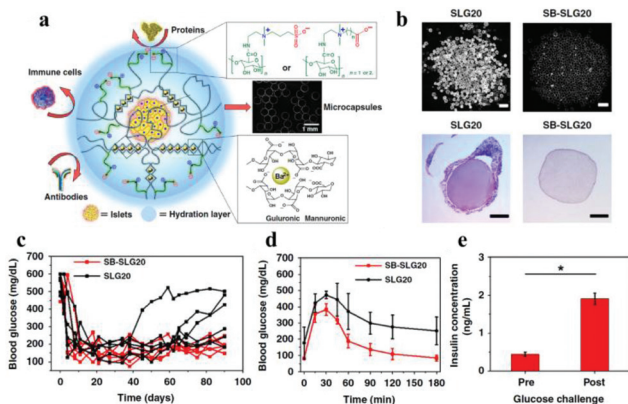 a
Proteins
Immune cells
Antibodies
or
n = 1 or 2.
Microcapsules
1 mm
Ba²⁺
Guluronic Mannuronic
= Islets
= Hydration layer
b
SLG20
SB-SLG20
SLG20
SB-SLG20
c
SB-SLG20
SLG20
Blood glucose (mg/dL)
700
600
500
400
300
200
100
0
20
40
60
80
100
Time (days)
d
SB-SLG20
SLG20
Blood glucose (mg/dL)
700
600
500
400
300
200
100
0
0
30
60
90
120
150
180
Time (min)
e
*
Insulin concentration (ng/mL)
3
2
1
0
Pre
Post
Glucose challenge